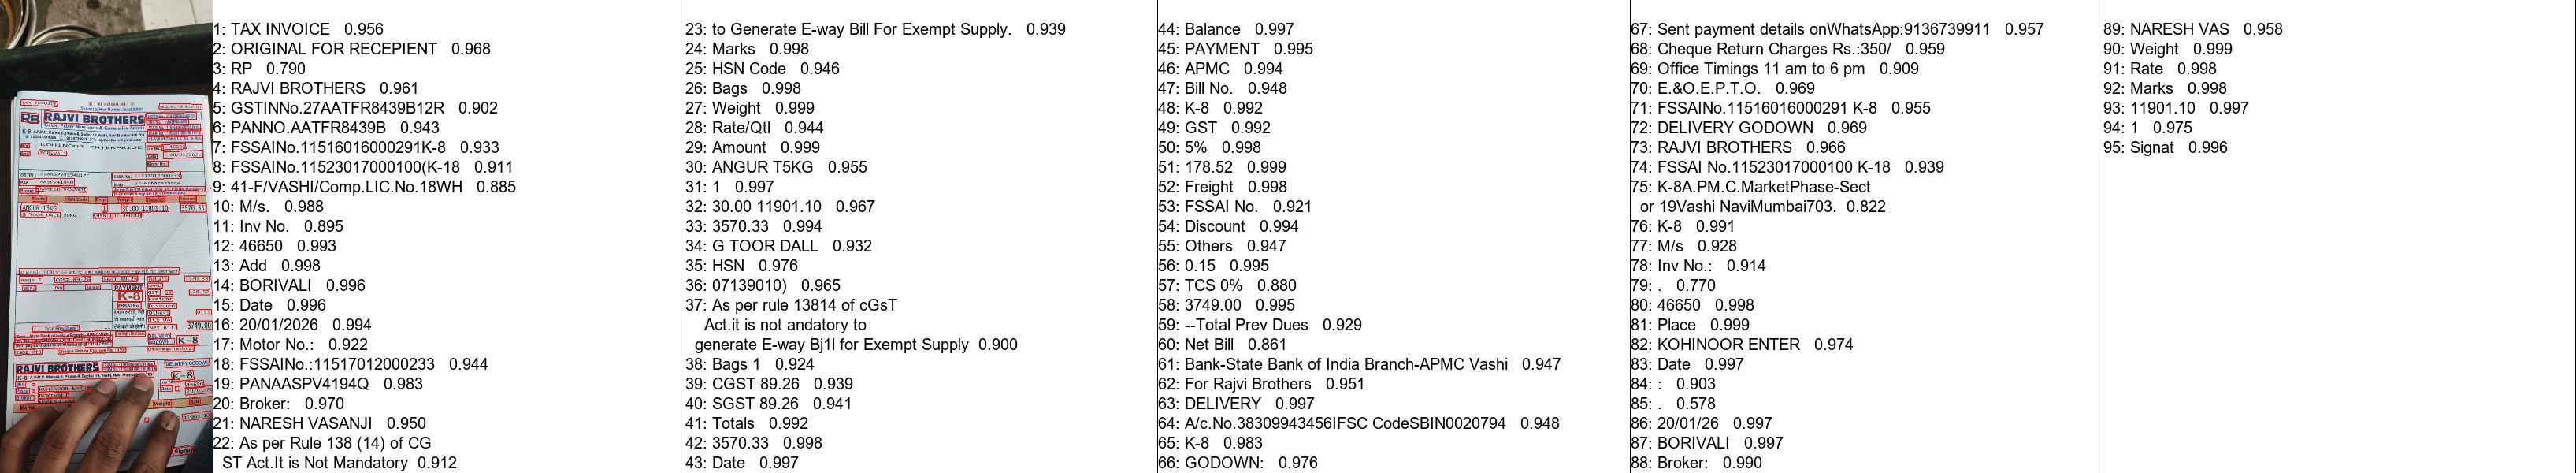 1: TAX INVOICE 0.956
2: ORIGINAL FOR RECEPIENT 0.968
3: RP 0.790
4: RAJVI BROTHERS 0.961
5: GSTINNo.27AATFR8439B12R 0.902
6: PANNO.AATFR8439B 0.943
7: FSSAINo.11516016000291K-8 0.933
8: FSSAINo.11523017000100(K-18 0.911
9: 41-F/VASHI/Comp.LIC.No.18WH 0.885
10: M/s. 0.988
11: Inv No. 0.895
12: 46650 0.993
13: Add 0.998
14: BORIVALI 0.996
15: Date 0.996
16: 20/01/2026 0.994
17: Motor No.: 0.922
18: FSSAINo.:11517012000233 0.944
19: PANAASPV4194Q 0.983
20: Broker: 0.970
21: NARESH VASANJI 0.950
22: As per Rule 138 (14) of CG
ST Act.It is Not Mandatory 0.912
23: to Generate E-way Bill For Exempt Supply. 0.939
24: Marks 0.998
25: HSN Code 0.946
26: Bags 0.998
27: Weight 0.999
28: Rate/Qtl 0.944
29: Amount 0.999
30: ANGUR T5KG 0.955
31: 1 0.997
32: 30.00 11901.10 0.967
33: 3570.33 0.994
34: G TOOR DALL 0.932
35: HSN 0.976
36: 07139010) 0.965
37: As per rule 13814 of cGsT
Act.it is not andatory to
generate E-way Bj1l for Exempt Supply 0.900
38: Bags 1 0.924
39: CGST 89.26 0.939
40: SGST 89.26 0.941
41: Totals 0.992
42: 3570.33 0.998
43: Date 0.997
44: Balance 0.997
45: PAYMENT 0.995
46: APMC 0.994
47: Bill No. 0.948
48: K-8 0.992
49: GST 0.992
50: 5% 0.998
51: 178.52 0.999
52: Freight 0.998
53: FSSAI No. 0.921
54: Discount 0.994
55: Others 0.947
56: 0.15 0.995
57: TCS 0% 0.880
58: 3749.00 0.995
59: --Total Prev Dues 0.929
60: Net Bill 0.861
61: Bank-State Bank of India Branch-APMC Vashi 0.947
62: For Rajvi Brothers 0.951
63: DELIVERY 0.997
64: A/c.No.38309943456IFSC CodeSBIN0020794 0.948
65: K-8 0.983
66: GODOWN: 0.976
67: Sent payment details onWhatsApp:9136739911 0.957
68: Cheque Return Charges Rs.:350/ 0.959
69: Office Timings 11 am to 6 pm 0.909
70: E.&O.E.P.T.O. 0.969
71: FSSAINo.11516016000291 K-8 0.955
72: DELIVERY GODOWN 0.969
73: RAJVI BROTHERS 0.966
74: FSSAI No.11523017000100 K-18 0.939
75: K-8A.PM.C.MarketPhase-Sect
or 19Vashi NaviMumbai703. 0.822
76: K-8 0.991
77: M/s 0.928
78: Inv No.: 0.914
79: . 0.770
80: 46650 0.998
81: Place 0.999
82: KOHINOOR ENTER 0.974
83: Date 0.997
84: : 0.903
85: . 0.578
86: 20/01/26 0.997
87: BORIVALI 0.997
88: Broker: 0.990
89: NARESH VAS 0.958
90: Weight 0.999
91: Rate 0.998
92: Marks 0.998
93: 11901.10 0.997
94: 1 0.975
95: Signat 0.996